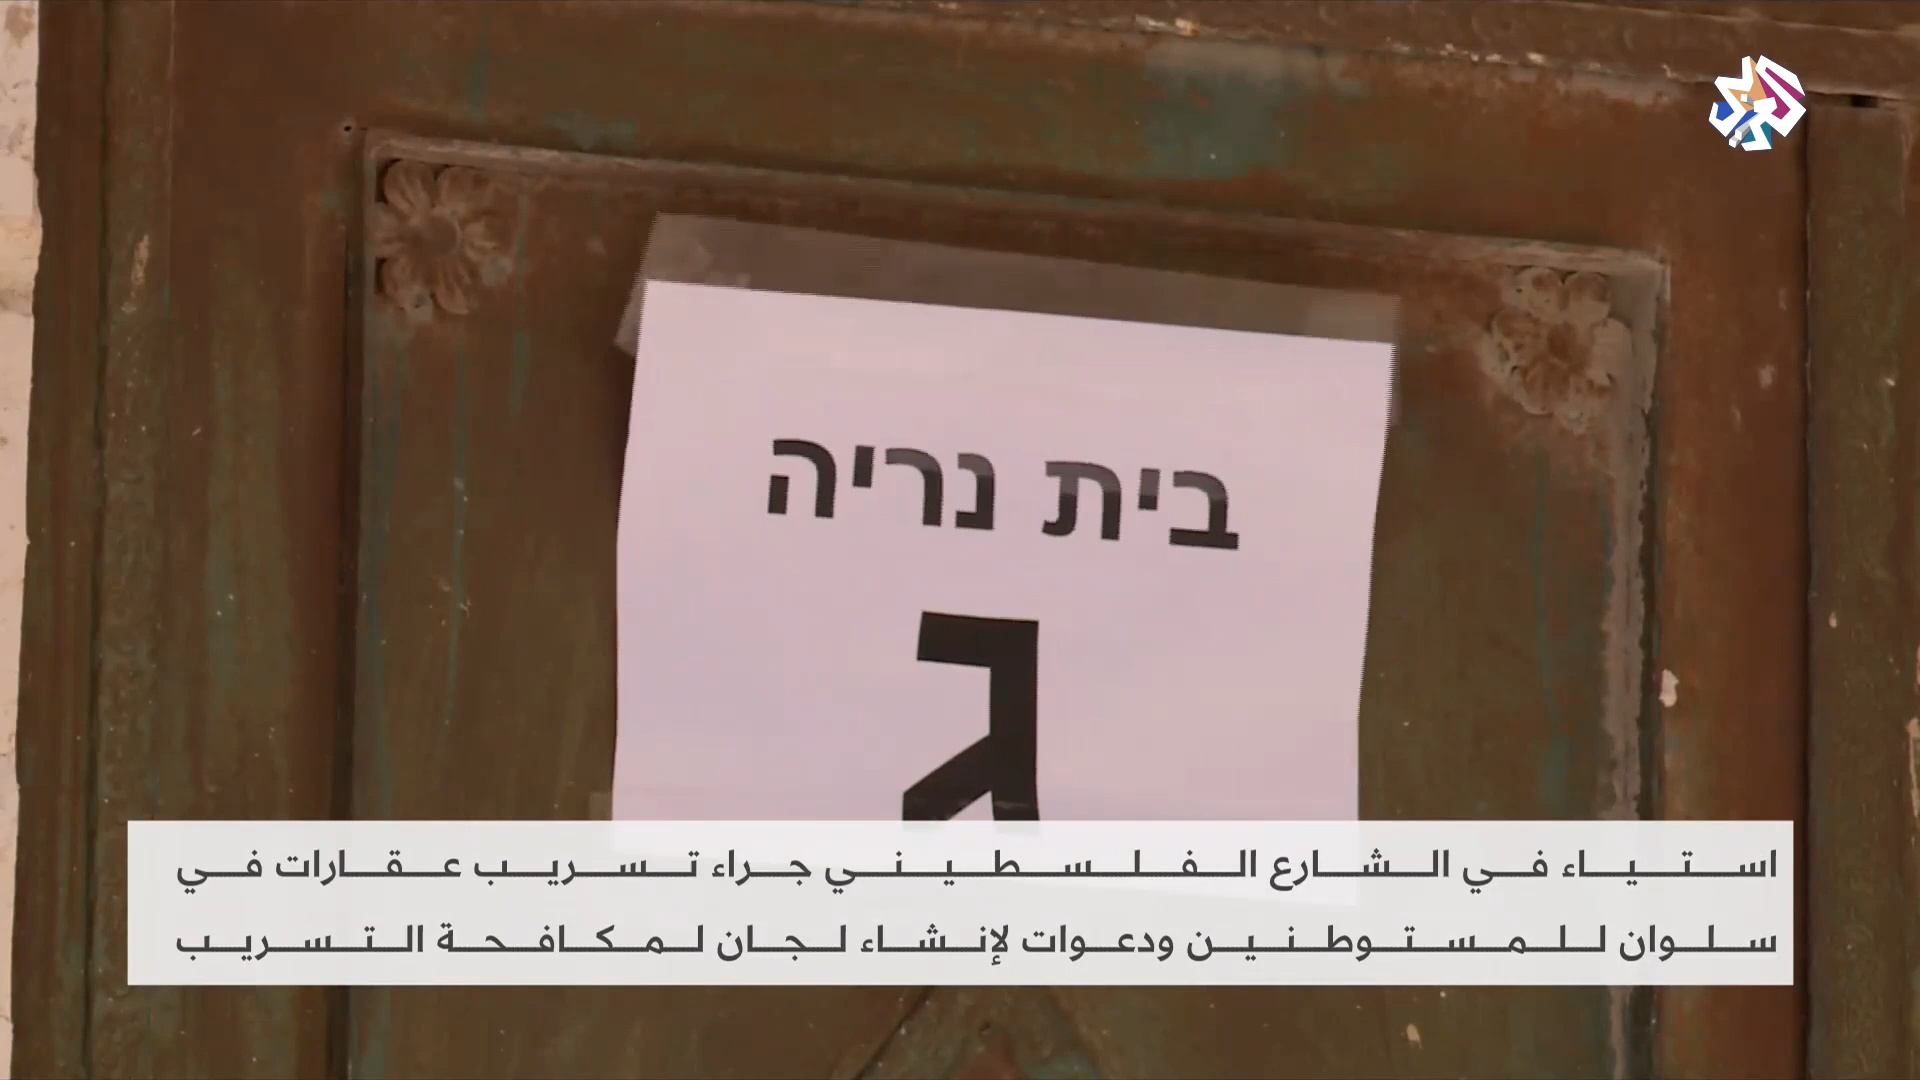 בית נריה
ג
استياء في الشارع الفلسطيني جراء تسريب عقارات في
سلوان للمستوطنين ودعوات لإنشاء لجان لمكافحة التسريب